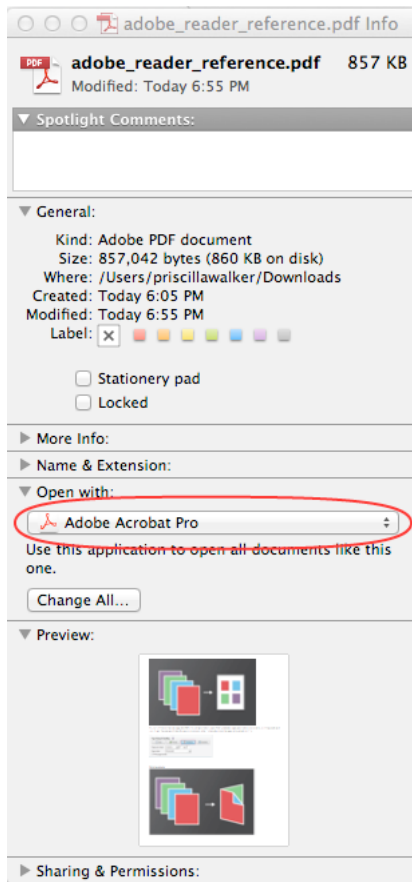 adobe_reader_reference.pdf Info
PDF
adobe_reader_reference.pdf 857 KB
Modified: Today 6:55 PM
Spotlight Comments:
General:
Kind: Adobe PDF document
Size: 857,042 bytes (860 KB on disk)
Where: /Users/priscillawalker/Downloads
Created: Today 6:05 PM
Modified: Today 6:55 PM
Label:
Stationery pad
Locked
More Info:
Name & Extension:
Open with:
Adobe Acrobat Pro
Use this application to open all documents like this
one.
Change All...
Preview:
Sharing & Permissions: